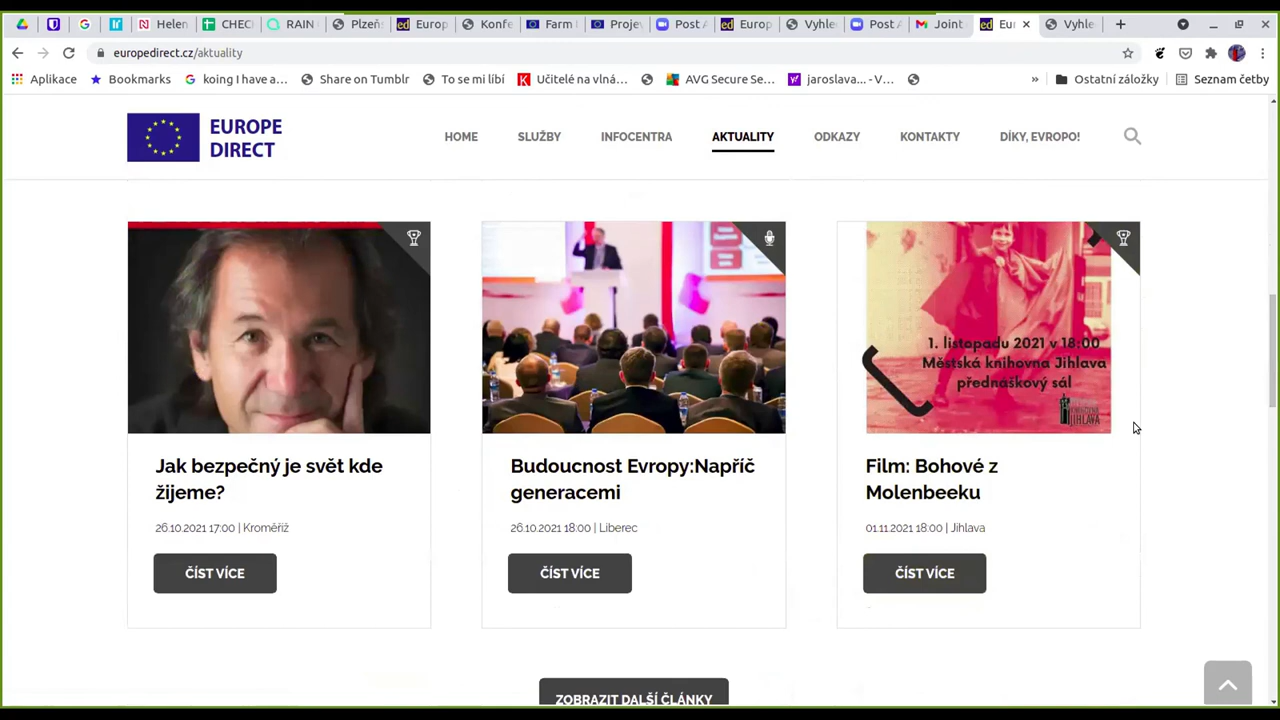 Helen
CHEC
RAIN
Plzeň
Europ
Konfe
Farm
Projev
Post A
Europ
Vyhle
Post A
Joint
Eur
Vyhle
europedirect.cz/aktuality
Aplikace
Bookmarks
koing I have a...
Share on Tumblr
To se mi líbí
Učitelé na vlná...
AVG Secure Se...
jaroslava... - V...
»
Ostatní záložky
Seznam četby
EUROPE
DIRECT
HOME
SLUŽBY
INFOCENTRA
AKTUALITY
ODKAZY
KONTAKTY
DÍKY, EVROPO!
1. listopadu 2021 v 18:00
Městská knihovna Jihlava
přednáškový sál
JIHLAVA
Jak bezpečný je svět kde
žijeme?
26.10.2021 17:00 | Kroměříž
ČÍST VÍCE
Budoucnost Evropy:Napříč
generacemi
26.10.2021 18:00 | Liberec
ČÍST VÍCE
Film: Bohové z
Molenbeeku
01.11.2021 18:00 | Jihlava
ČÍST VÍCE
ZOBRAZIT DALŠÍ ČLÁNKY